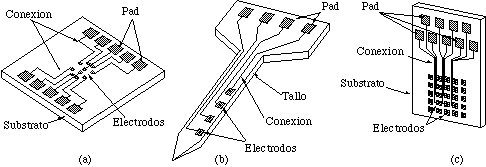 (a)
Conexion
Pad
Substrato
Electrodos
(b)
Pad
Tallo
Conexion
Electrodos
Pad
Conexion
Substrato
Electrodos
(c)